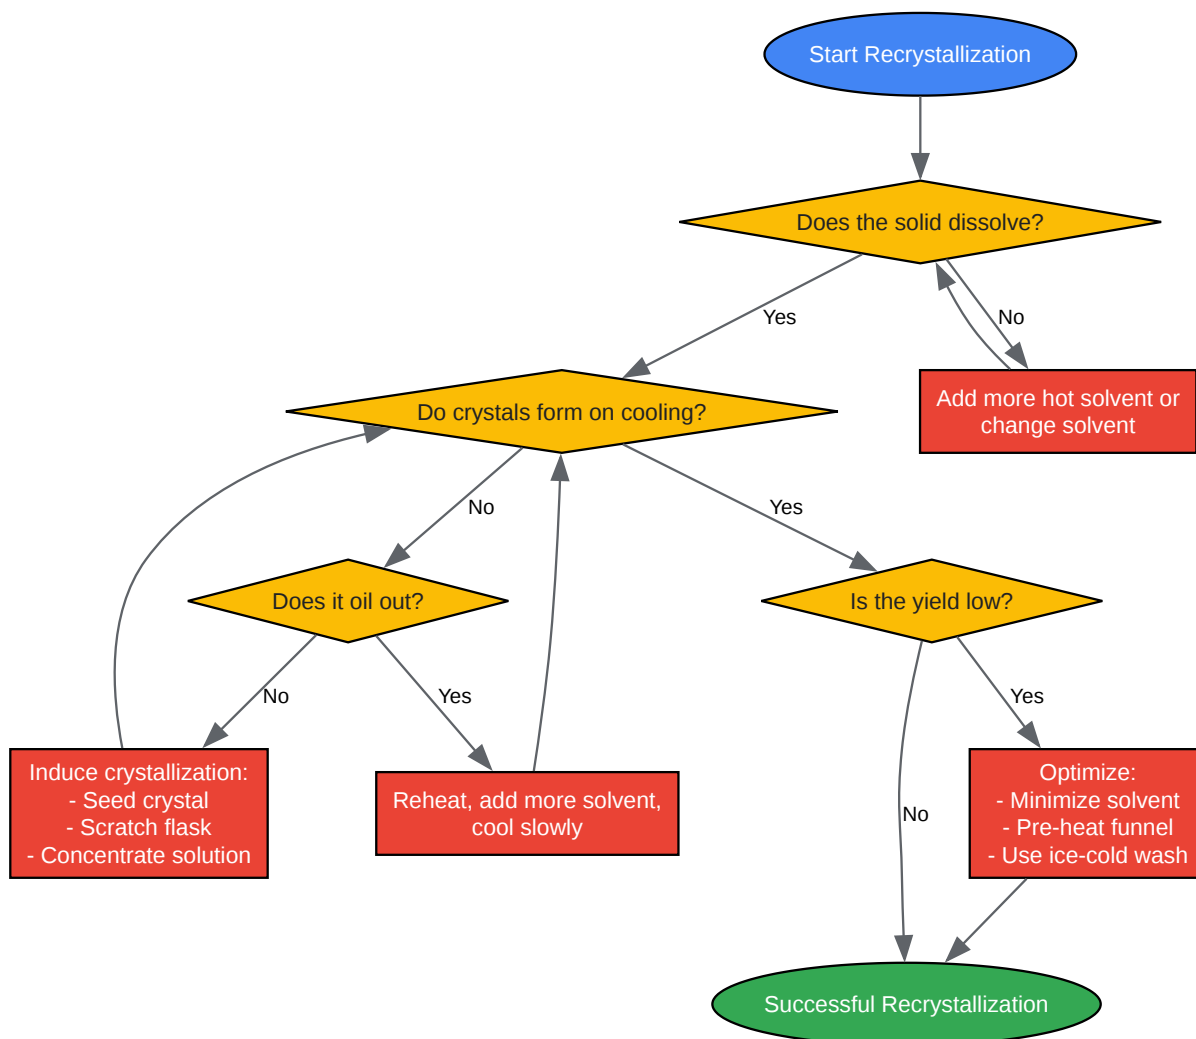 Start Recrystallization
Does the solid dissolve?
Yes
No
Add more hot solvent or
change solvent
Do crystals form on cooling?
No
Yes
Does it oil out?
Is the yield low?
No
Yes
Yes
No
Induce crystallization:
- Seed crystal
- Scratch flask
- Concentrate solution
Reheat, add more solvent,
cool slowly
Optimize:
- Minimize solvent
- Pre-heat funnel
- Use ice-cold wash
Successful Recrystallization